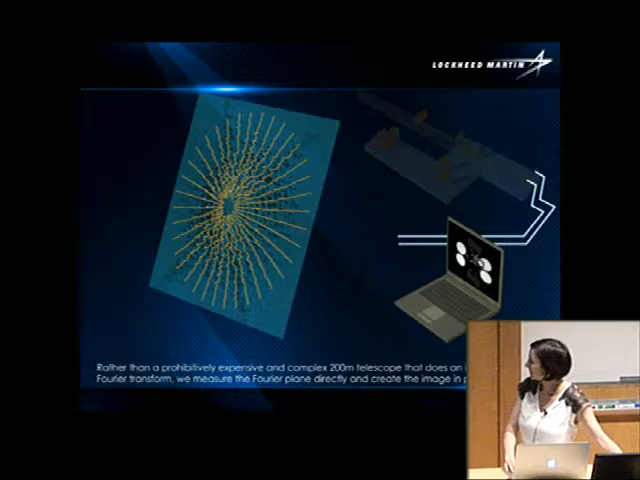 LOCKHEED MARTIN
Rather than a prohibitively expensive and complex 200m telescope that does an
Fourier transform, we measure the Fourier plane directly and create the image in